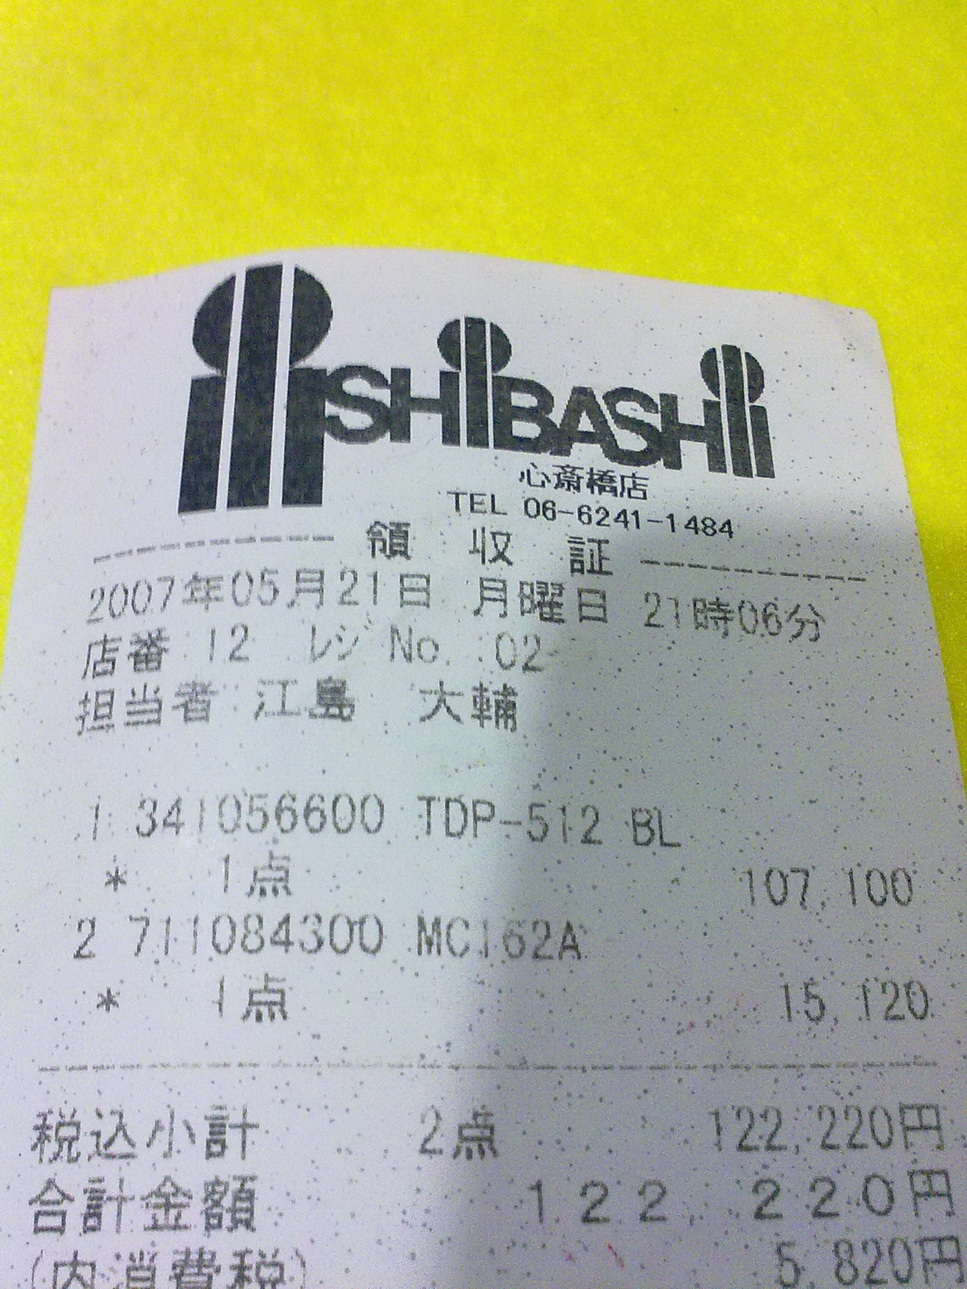 ISHIBASHI
心斎橋店
TEL 06-6241-1484
---------- 領 収 証 ----------
2007年05月21日 月曜日 21時06分
店番 12 レジNo. 02
担当者 江島 大輔
1 341056600 TDP-512 BL
* 1点 107,100
2 711084300 MC162A
* 1点 15,120
税込小計 2点 122,220円
合計金額 122,220円
(内消費税) 5,820円